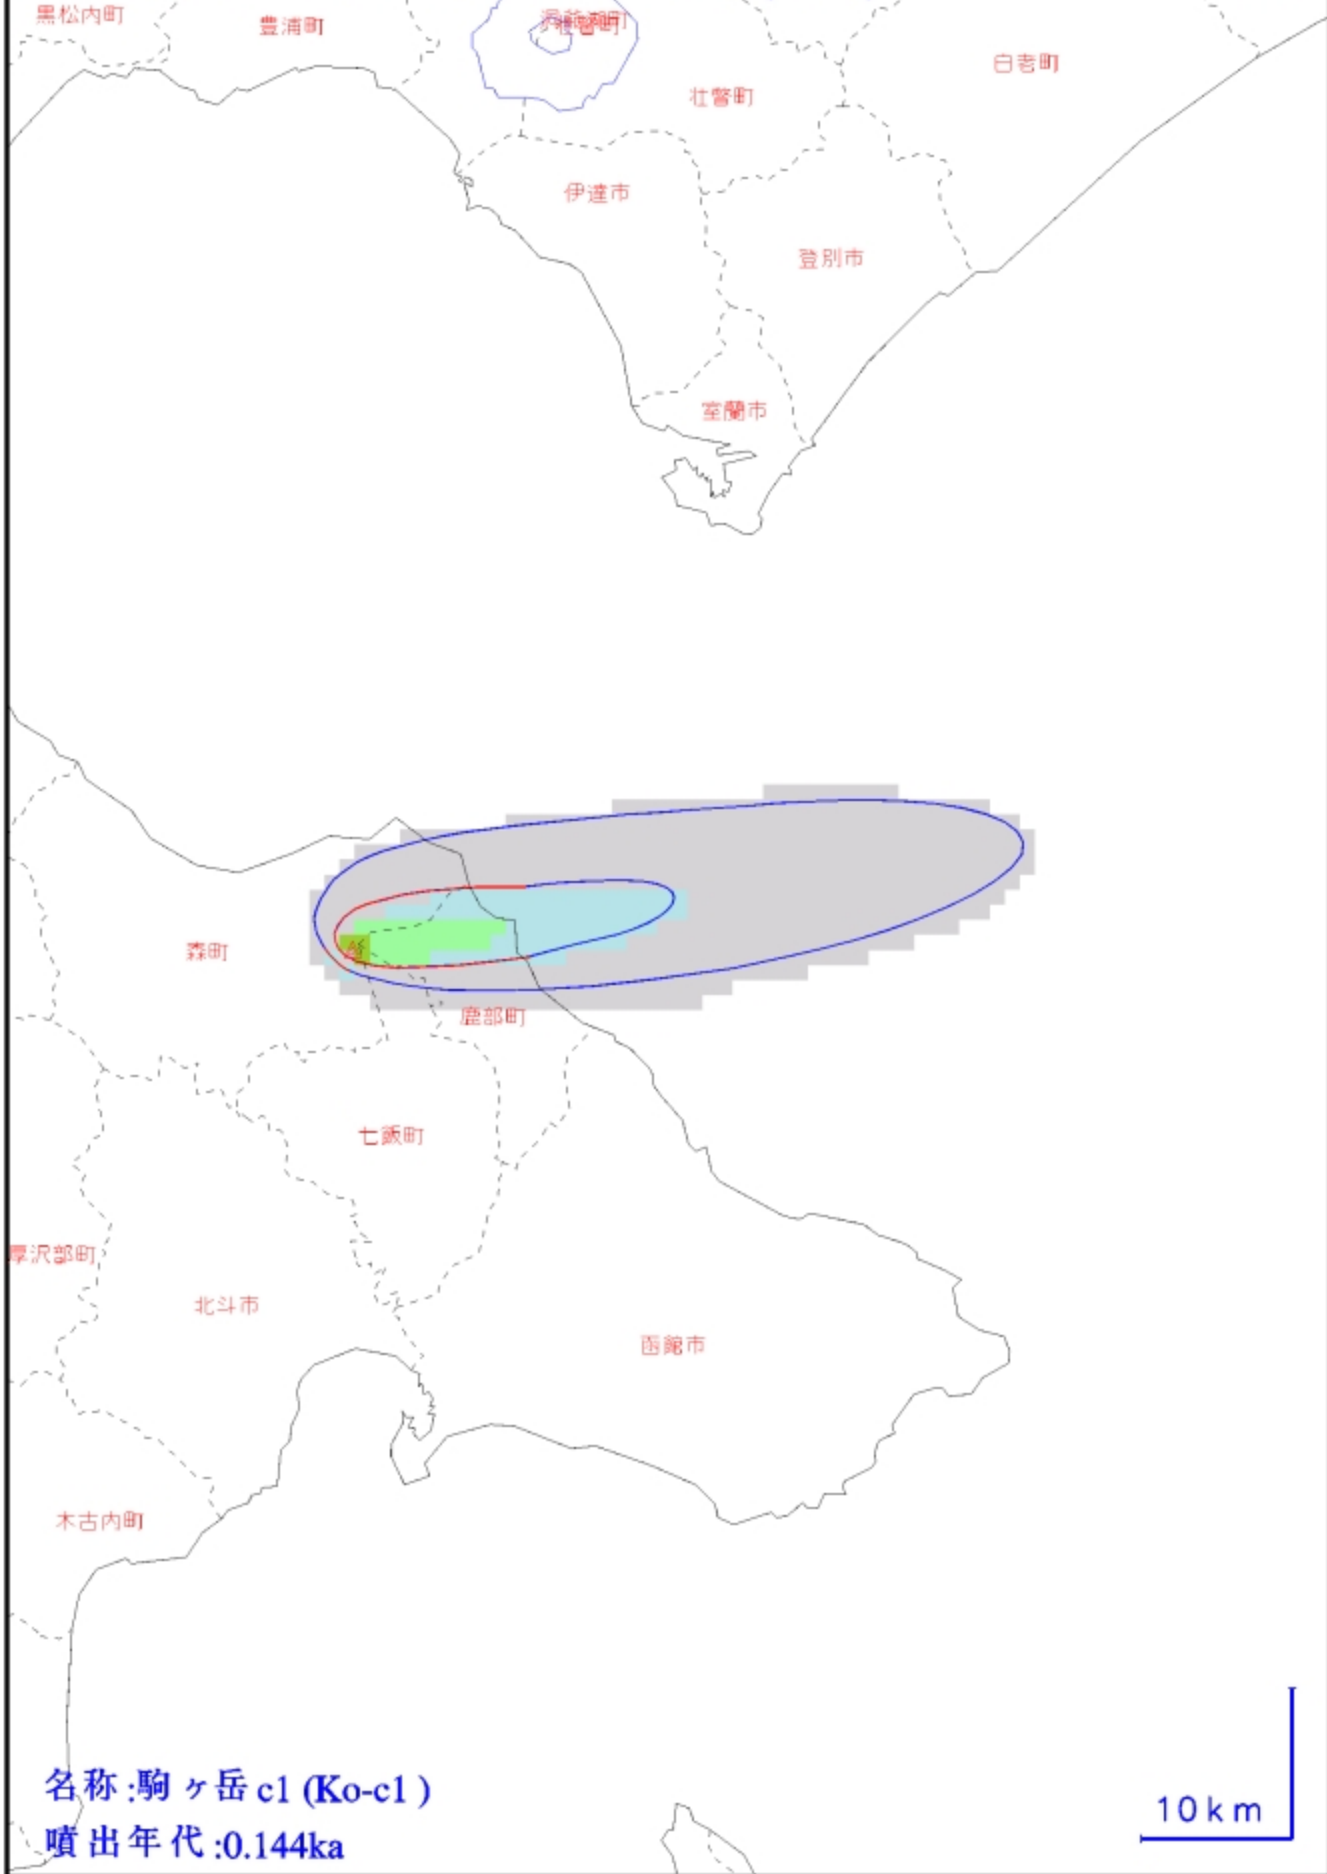 黒松内町
豊浦町
白老町
壮瞥町
伊達市
登別市
室蘭市
森町
鹿部町
七飯町
厚沢部町
北斗市
函館市
木古内町
名称:駒ヶ岳c1 (Ko-c1 )
噴出年代:0.144ka
10km